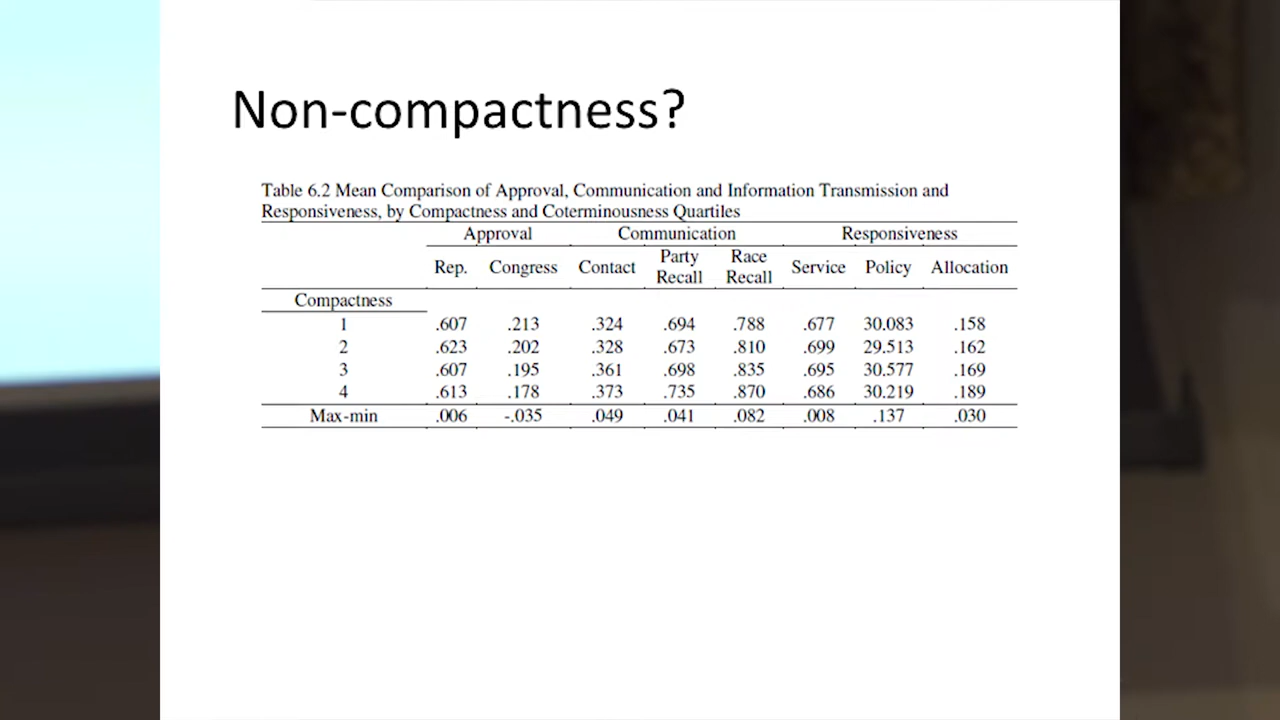 Non-compactness?
Table 6.2 Mean Comparison of Approval, Communication and Information Transmission and
Responsiveness, by Compactness and Coterminousness Quartiles
Approval Communication Responsiveness
Rep. Congress Contact Party Recall Race Recall Service Policy Allocation
Compactness
1 .607 .213 .324 .694 .788 .677 30.083 .158
2 .623 .202 .328 .673 .810 .699 29.513 .162
3 .607 .195 .361 .698 .835 .695 30.577 .169
4 .613 .178 .373 .735 .870 .686 30.219 .189
Max-min .006 -.035 .049 .041 .082 .008 .137 .030